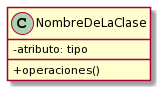 C NombreDeLaClase
-atributo: tipo
+operaciones()